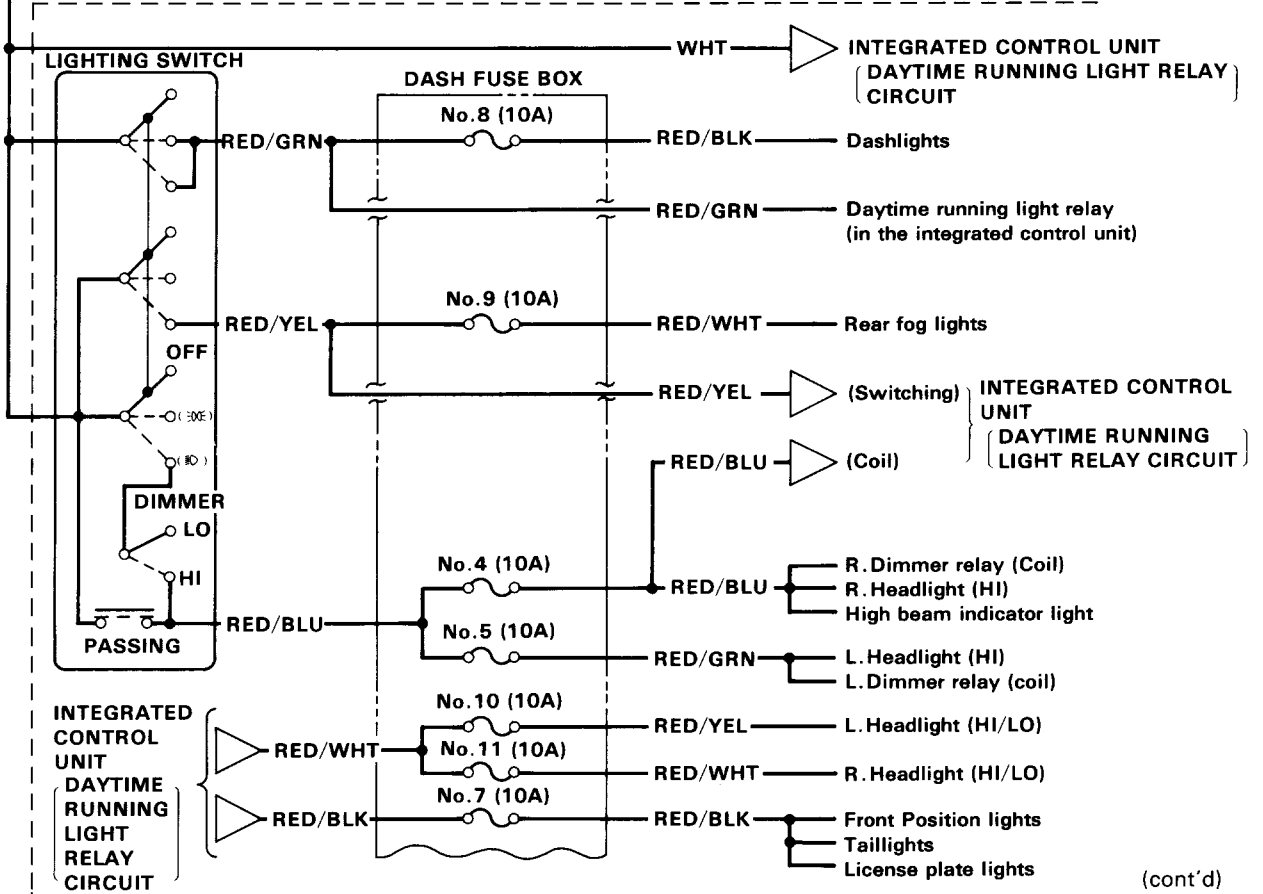 WHT
INTEGRATED CONTROL UNIT
DAYTIME RUNNING LIGHT RELAY
CIRCUIT
LIGHTING SWITCH
DASH FUSE BOX
No.8 (10A)
RED/GRN
RED/BLK
Dashlights
RED/GRN
Daytime running light relay
(in the integrated control unit)
No.9 (10A)
RED/YEL
RED/WHT
Rear fog lights
OFF
RED/YEL
(Switching)
INTEGRATED CONTROL
UNIT
DAYTIME RUNNING
LIGHT RELAY CIRCUIT
RED/BLU
(Coil)
DIMMER
LO
HI
No.4 (10A)
RED/BLU
R.Dimmer relay (Coil)
R.Headlight (HI)
High beam indicator light
RED/BLU
PASSING
No.5 (10A)
RED/GRN
L.Headlight (HI)
L.Dimmer relay (coil)
INTEGRATED
CONTROL
UNIT
DAYTIME
RUNNING
LIGHT
RELAY
CIRCUIT
No.10 (10A)
RED/YEL
L.Headlight (HI/LO)
RED/WHT
No.11 (10A)
RED/WHT
R.Headlight (HI/LO)
No.7 (10A)
RED/BLK
RED/BLK
Front Position lights
Taillights
License plate lights
(cont'd)